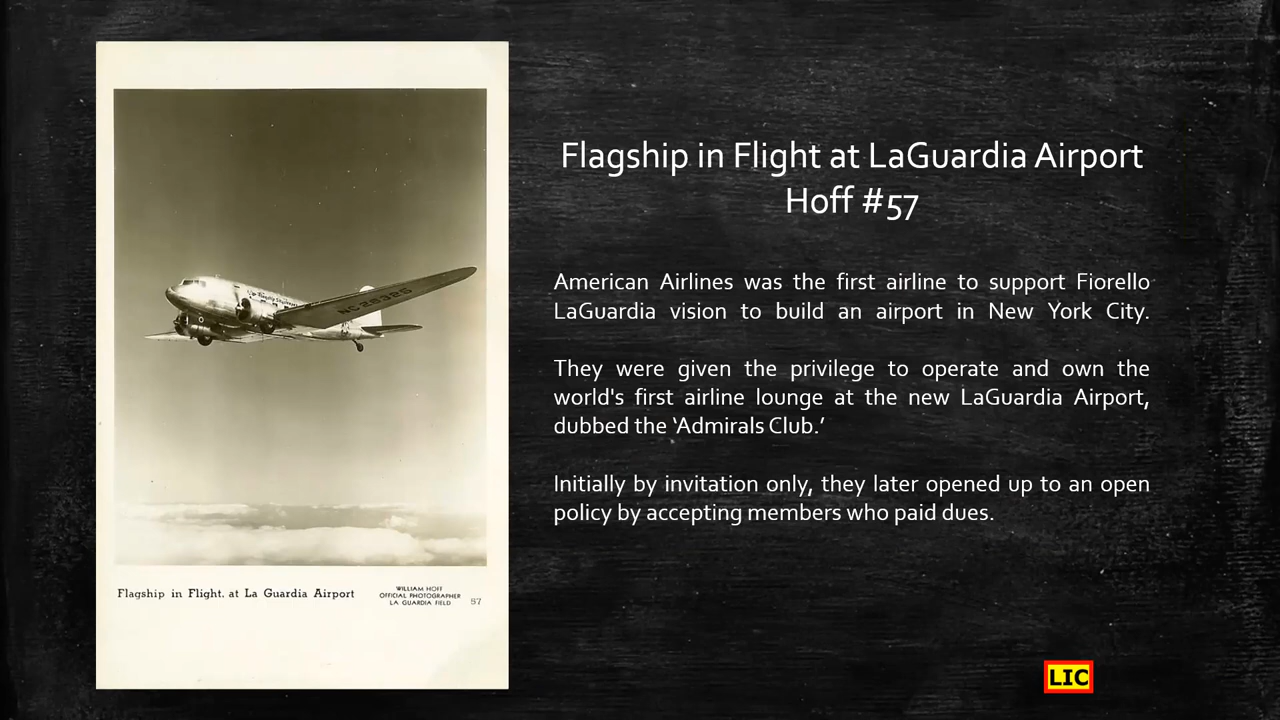 Flagship in Flight at LaGuardia Airport
Hoff #57
American Airlines was the first airline to support Fiorello
LaGuardia vision to build an airport in New York City.
They were given the privilege to operate and own the
world's first airline lounge at the new LaGuardia Airport,
dubbed the ‘Admirals Club.’
Initially by invitation only, they later opened up to an open
policy by accepting members who paid dues.
NC 28325
Flagship in Flight. at La Guardia Airport
WILLIAM HOFF
OFFICIAL PHOTOGRAPHER
LA GUARDIA FIELD
57
LIC